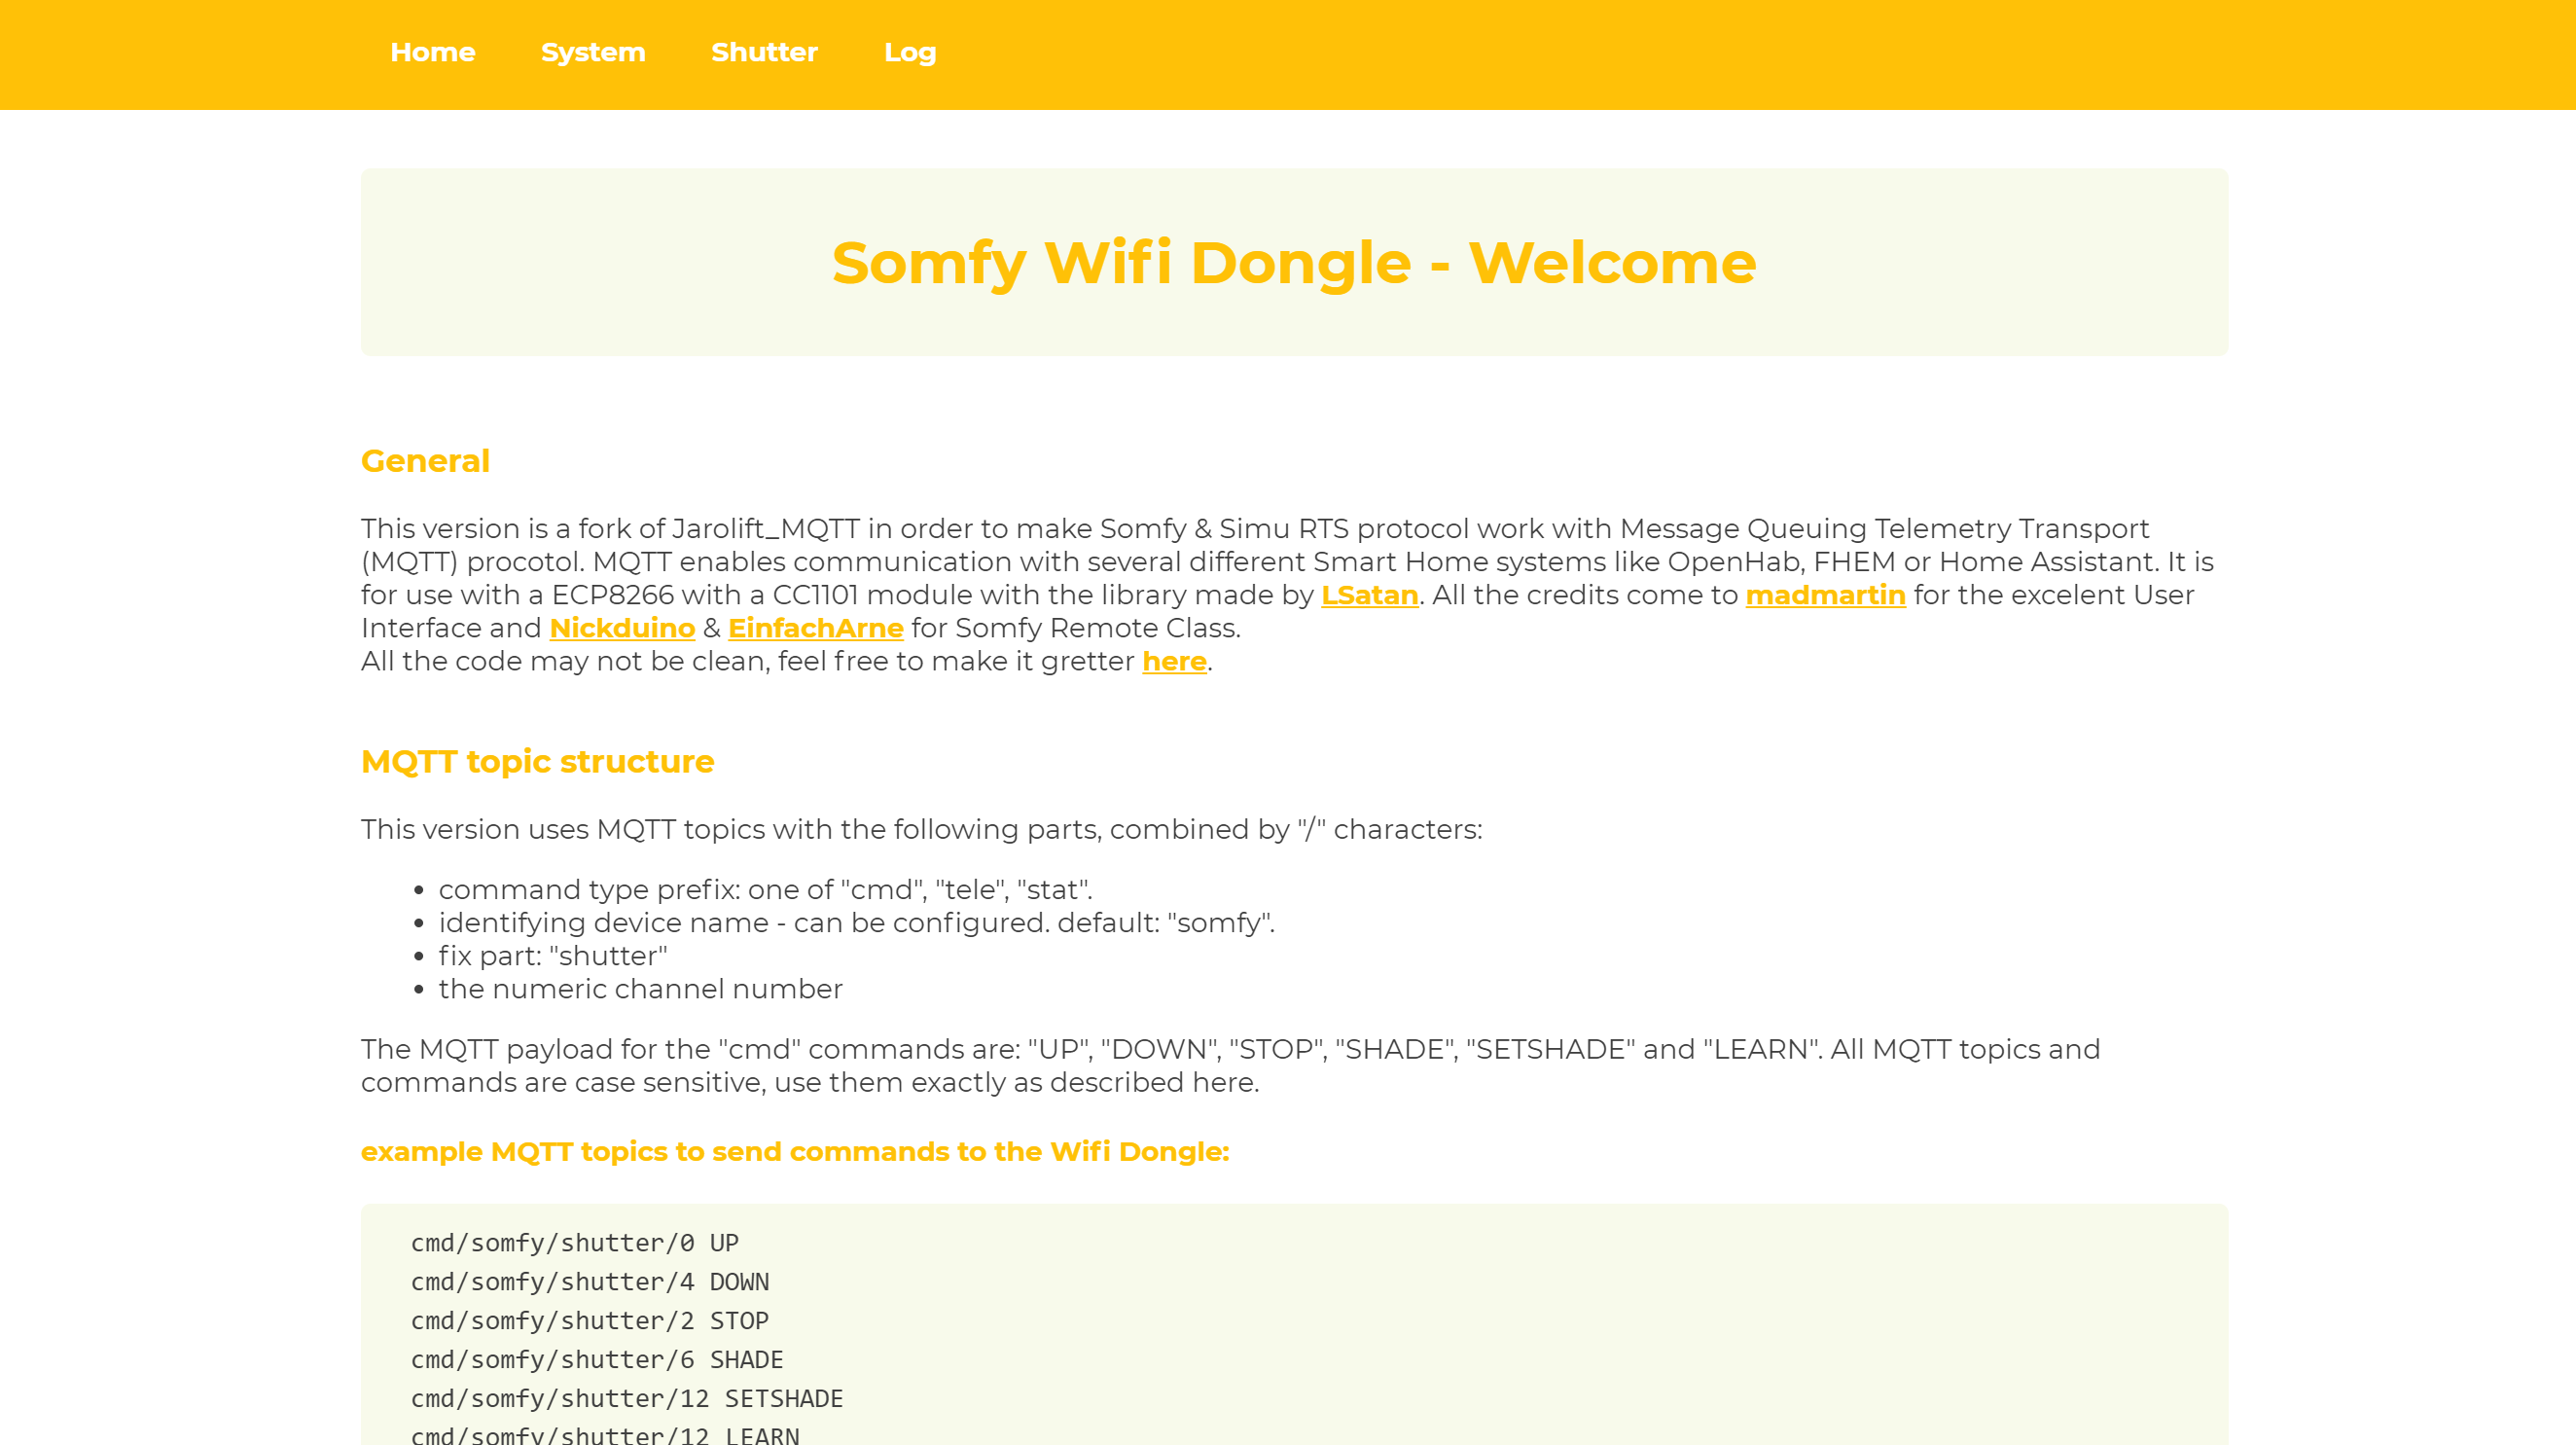 Home System Shutter Log
Somfy Wifi Dongle - Welcome
General
This version is a fork of Jarolift_MQTT in order to make Somfy & Simu RTS protocol work with Message Queuing Telemetry Transport
(MQTT) procotol. MQTT enables communication with several different Smart Home systems like OpenHab, FHEM or Home Assistant. It is
for use with a ECP8266 with a CC1101 module with the library made by LSatan. All the credits come to madmartin for the excelent User
Interface and Nickduino & EinfachArne for Somfy Remote Class.
All the code may not be clean, feel free to make it gretter here.
MQTT topic structure
This version uses MQTT topics with the following parts, combined by "/" characters:
• command type prefix: one of "cmd", "tele", "stat".
• identifying device name - can be configured. default: "somfy".
• fix part: "shutter"
• the numeric channel number
The MQTT payload for the "cmd" commands are: "UP", "DOWN", "STOP", "SHADE", "SETSHADE" and "LEARN". All MQTT topics and
commands are case sensitive, use them exactly as described here.
example MQTT topics to send commands to the Wifi Dongle:
cmd/somfy/shutter/0 UP
cmd/somfy/shutter/4 DOWN
cmd/somfy/shutter/2 STOP
cmd/somfy/shutter/6 SHADE
cmd/somfy/shutter/12 SETSHADE
cmd/somfy/shutter/12 LEARN